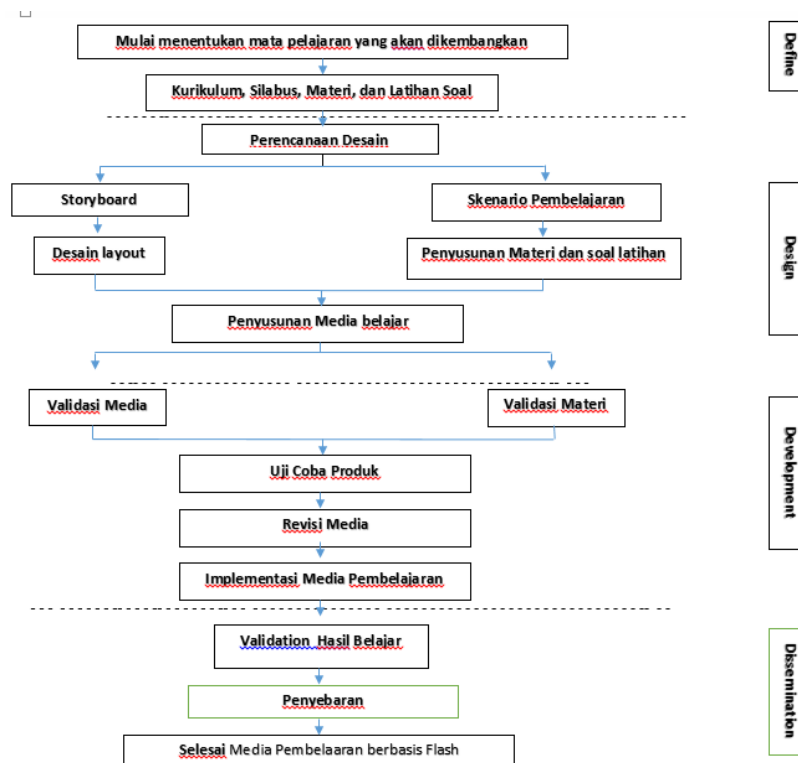 Mulai menentukan mata pelajaran yang akan dikembangkan
Define
Kurikulum, Silabus, Materi, dan Latihan Soal
Perencanaan Desain
Storyboard
Skenario Pembelajaran
Design
Desain layout
Penyusunan Materi dan soal latihan
Penyusunan Media belajar
Validasi Media
Validasi Materi
Development
Uji Coba Produk
Revisi Media
Implementasi Media Pembelajaran
Validation Hasil Belajar
Dissemination
Penyebaran
Selesai Media Pembelaaran berbasis Flash